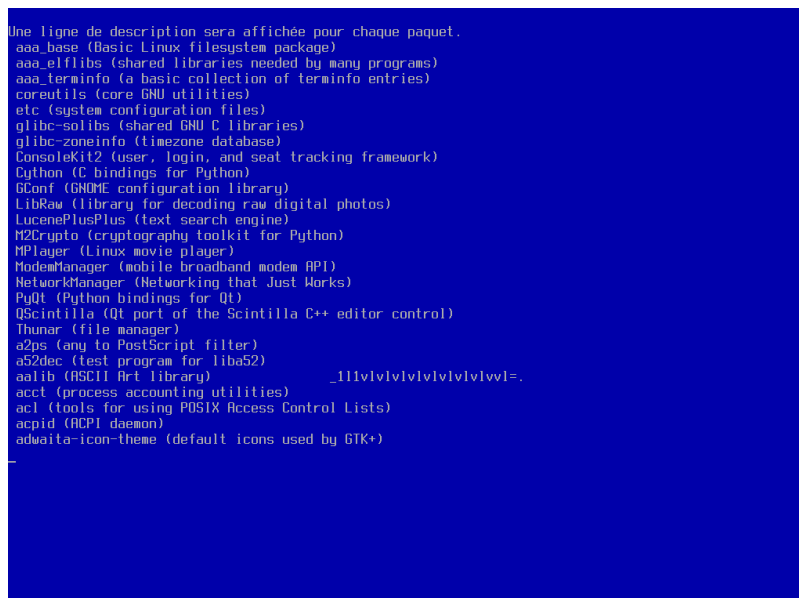 Une ligne de description sera affichée pour chaque paquet.
aaa_base (Basic Linux filesystem package)
aaa_elflibs (shared libraries needed by many programs)
aaa_terminfo (a basic collection of terminfo entries)
coreutils (core GNU utilities)
etc (system configuration files)
glibc-solibs (shared GNU C libraries)
glibc-zoneinfo (timezone database)
ConsoleKit2 (user, login, and seat tracking framework)
Cython (C bindings for Python)
GConf (GNOME configuration library)
LibRaw (library for decoding raw digital photos)
LucenePlusPlus (text search engine)
M2Crypto (cryptography toolkit for Python)
MPlayer (Linux movie player)
ModemManager (mobile broadband modem API)
NetworkManager (Networking that Just Works)
PyQt (Python bindings for Qt)
QScintilla (Qt port of the Scintilla C++ editor control)
Thunar (file manager)
a2ps (any to PostScript filter)
a52dec (test program for liba52)
aalib (ASCII Art library)               _1l1vlvlvlvlvlvlvlvvl=.
acct (process accounting utilities)
acl (tools for using POSIX Access Control Lists)
acpid (ACPI daemon)
adwaita-icon-theme (default icons used by GTK+)